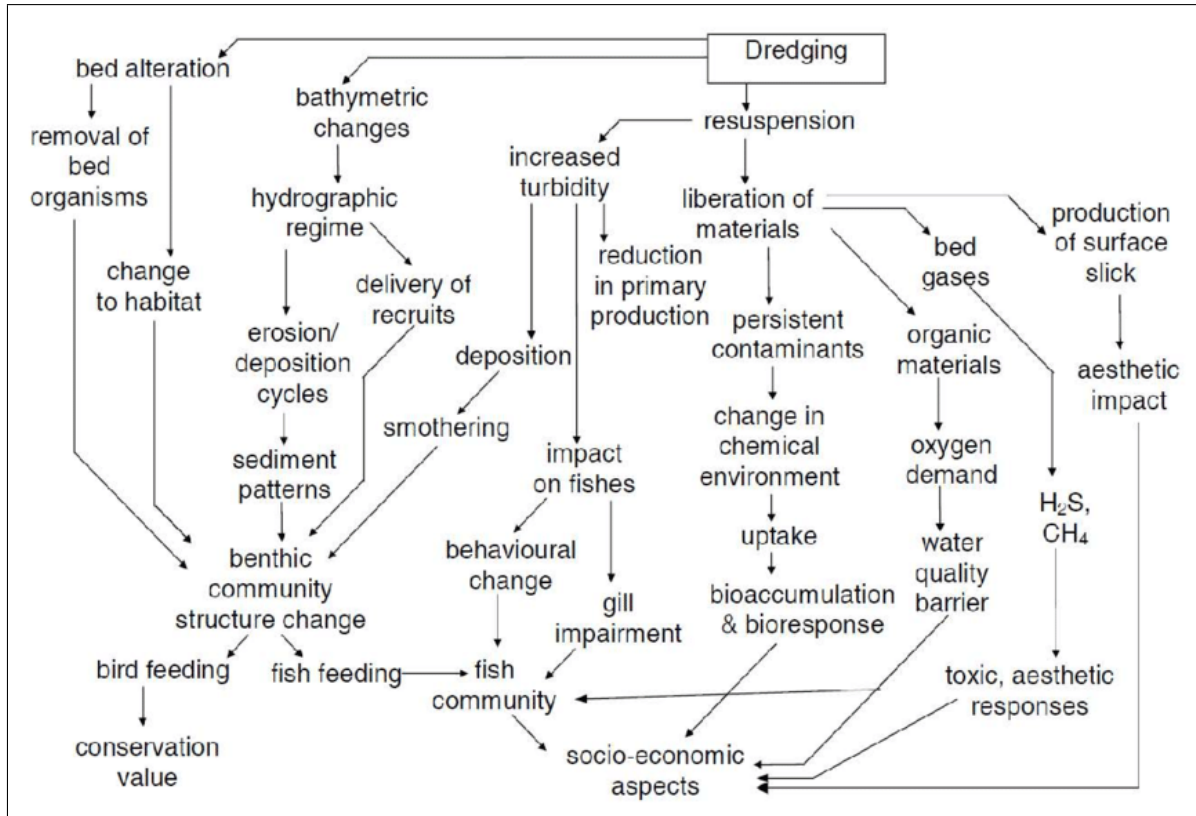 Dredging
bed alteration
bathymetric
changes
resuspension
removal of
bed
organisms
increased
turbidity
hydrographic
regime
liberation of
materials
production
of surface
slick
bed
gases
change
to habitat
delivery of
recruits
reduction
in primary
production
erosion/
deposition
cycles
deposition
persistent
contaminants
organic
materials
aesthetic
impact
smothering
change in
chemical
environment
sediment
patterns
impact
on fishes
oxygen
demand
H₂S,
CH₄
uptake
behavioural
change
water
quality
barrier
benthic
community
structure change
gill
impairment
bioaccumulation
& bioresponse
bird feeding
fish feeding
fish
community
toxic, aesthetic
responses
conservation
value
socio-economic
aspects